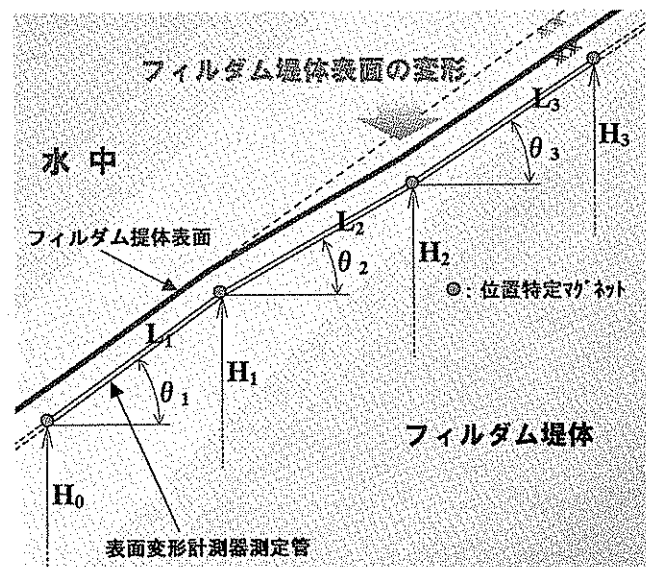 フィルダム堤体表面の変形
水中
フィルダム提体表面
L₃
θ₃
H₃
L₂
θ₂
H₂
◎：位置特定ﾏｸﾞﾈｯﾄ
L₁
θ₁
H₁
フィルダム堤体
H₀
表面変形計測器測定管